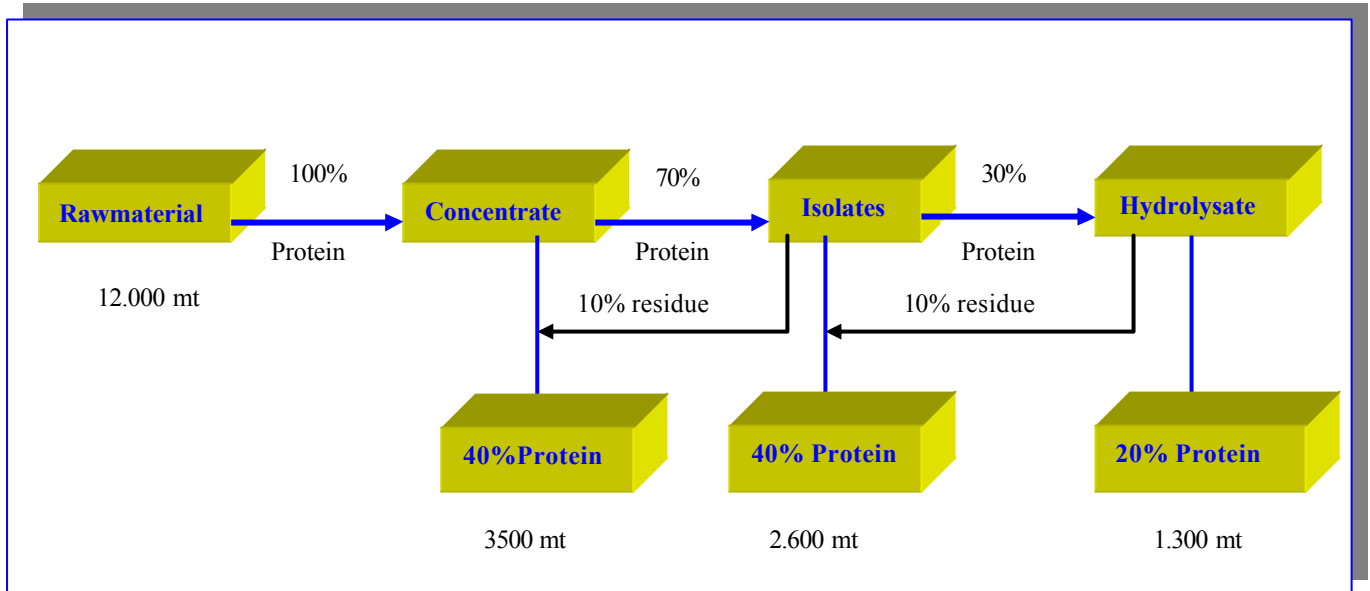 100%
70%
30%
Rawmaterial
Concentrate
Isolates
Hydrolysate
Protein
Protein
Protein
12.000 mt
10% residue
10% residue
40%Protein
40% Protein
20% Protein
3500 mt
2.600 mt
1.300 mt